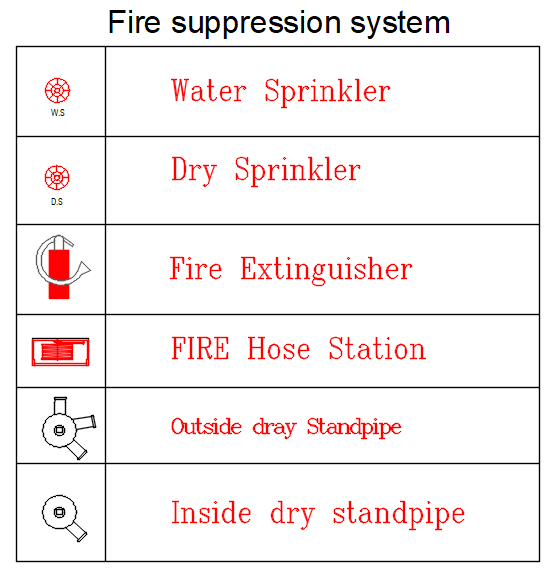 Fire suppression system
W.S
Water Sprinkler
D.S
Dry Sprinkler
Fire Extinguisher
FIRE Hose Station
Outside dray Standpipe
Inside dry standpipe